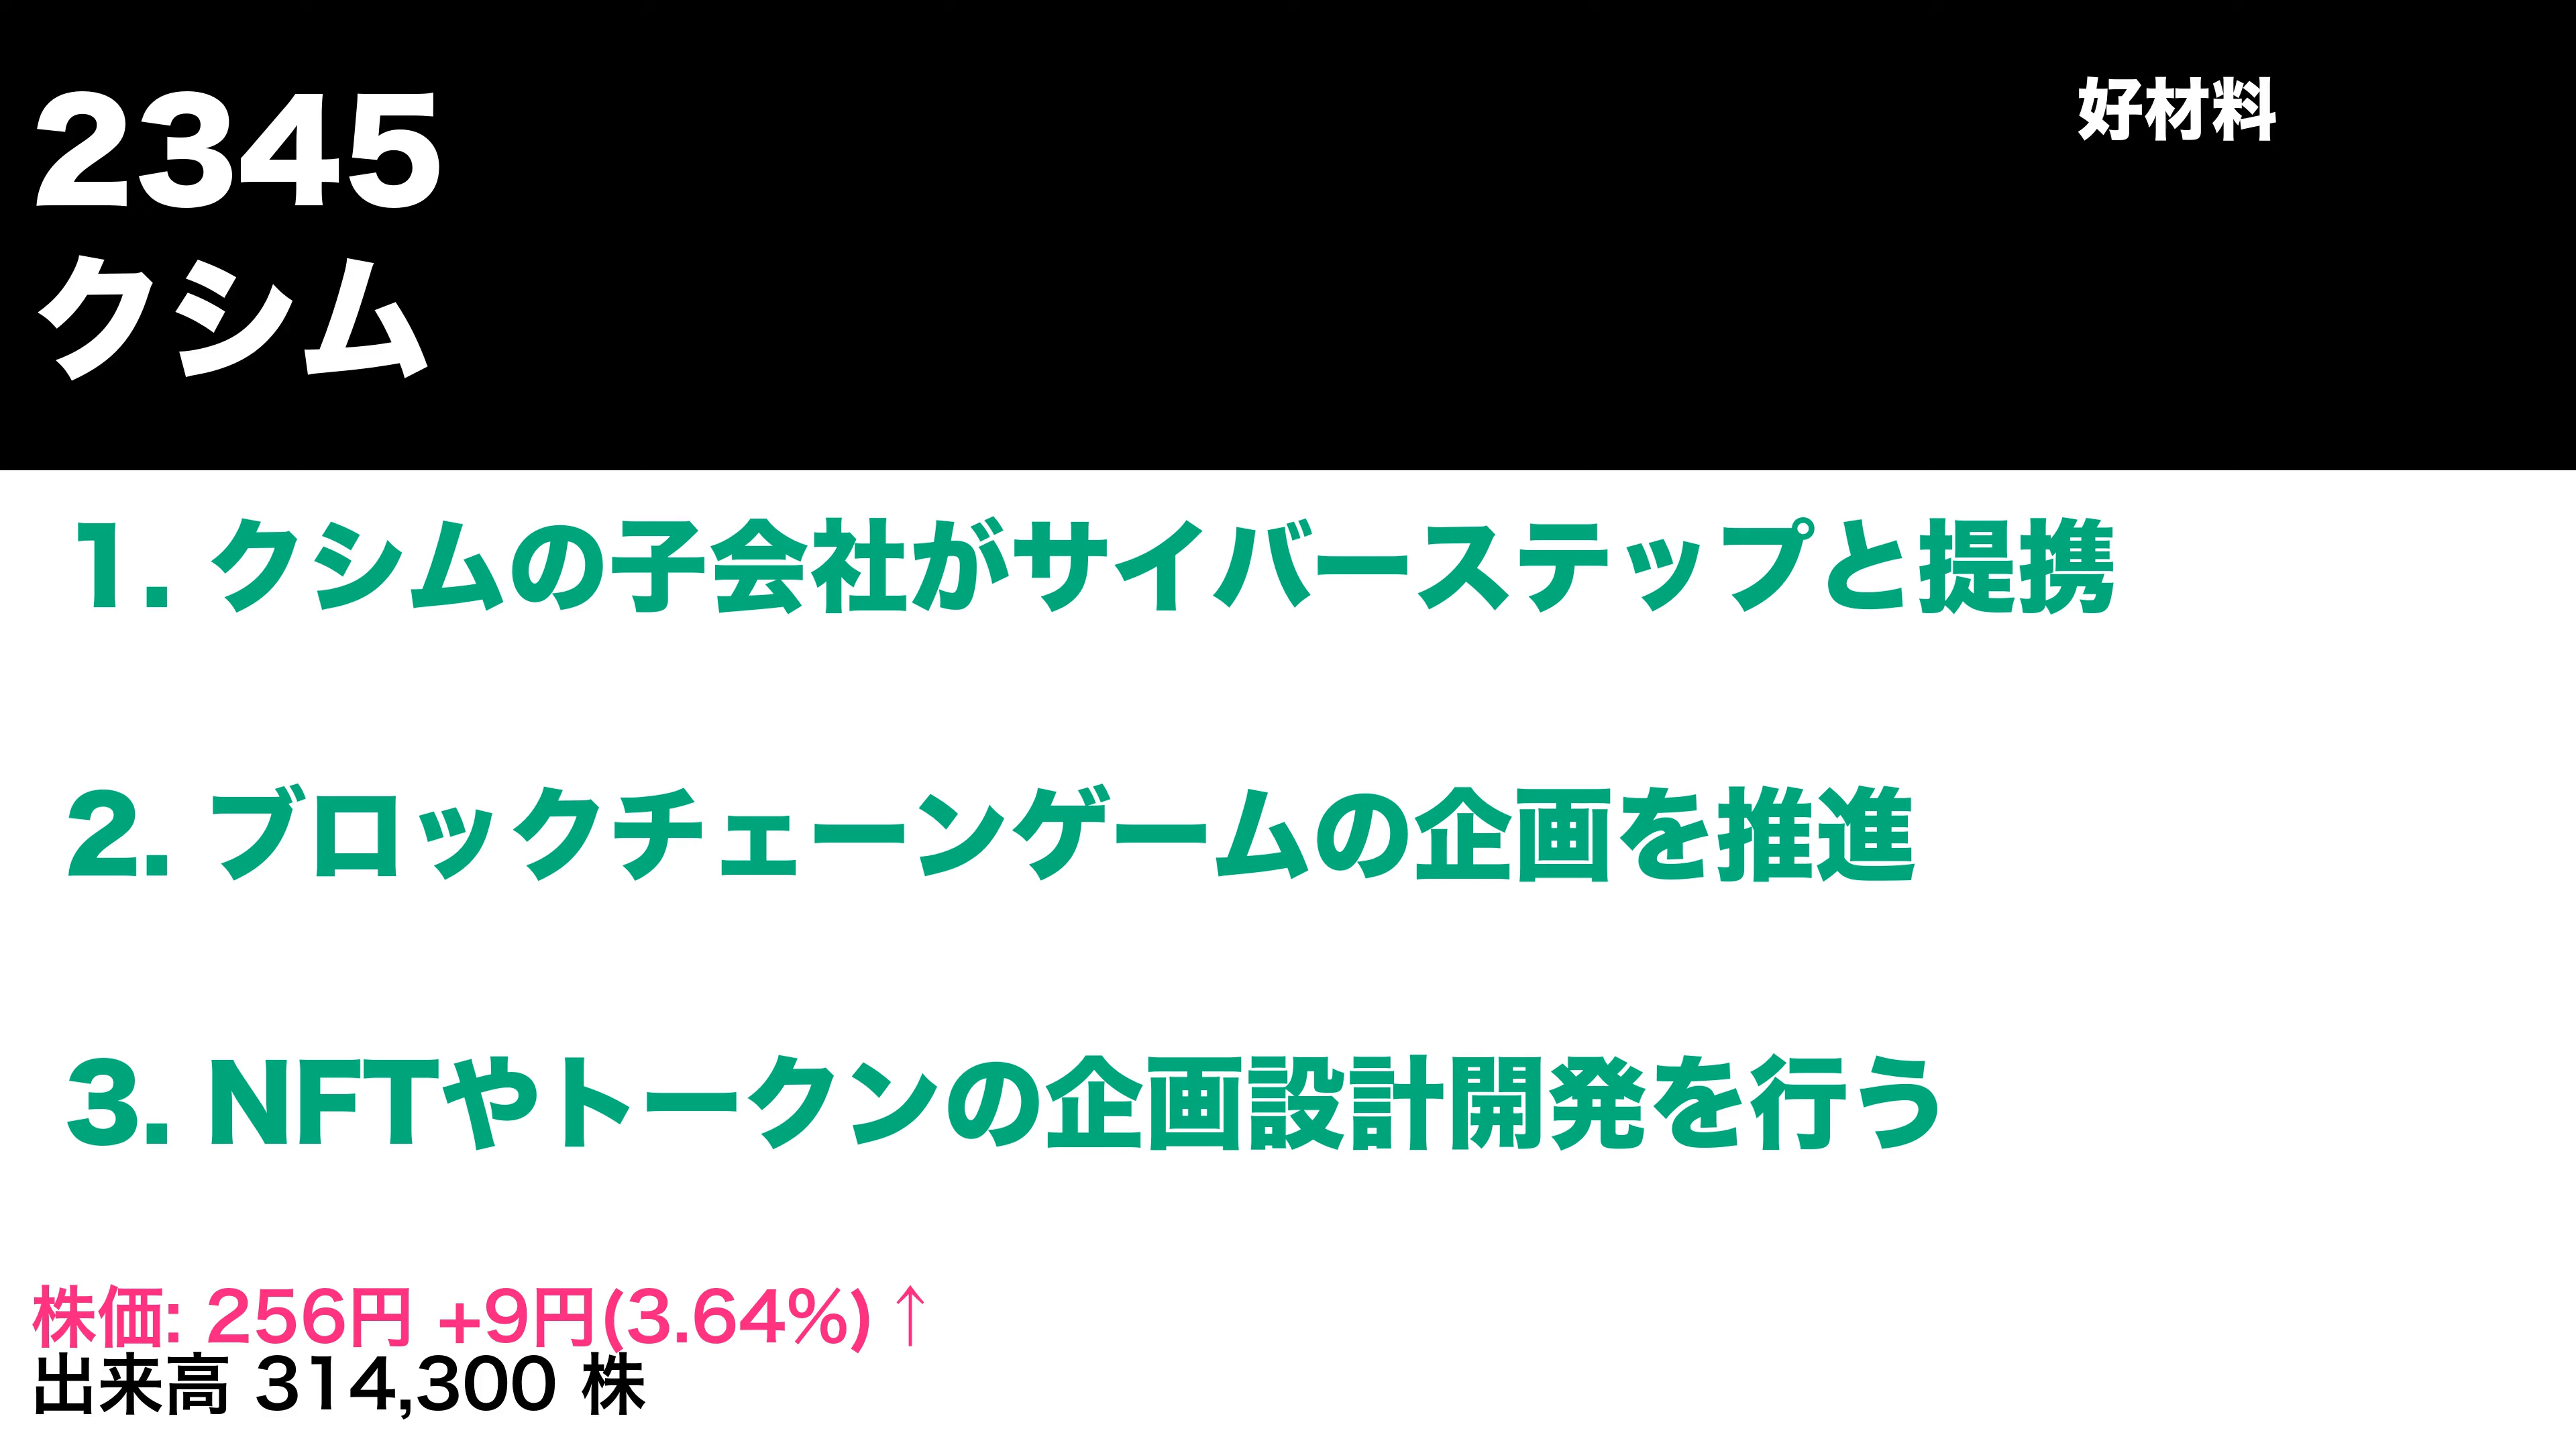 2345
クシム
好材料
1. クシムの子会社がサイバーステップと提携
2. ブロックチェーンゲームの企画を推進
3. NFTやトークンの企画設計開発を行う
株価: 256円 +9円(3.64%)↑
出来高 314,300 株